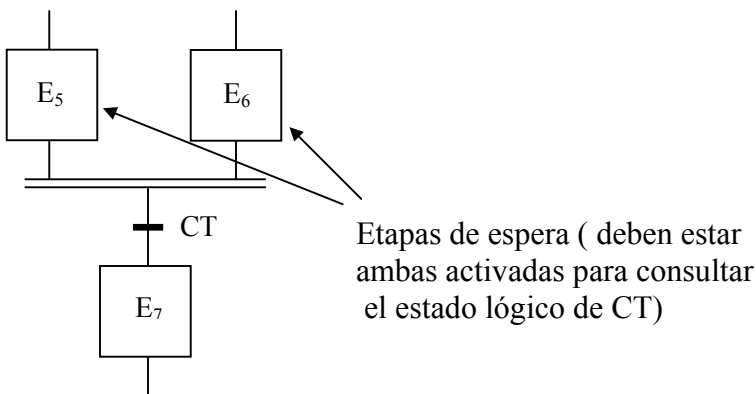 E₅
E₆
CT
Etapas de espera ( deben estar
ambas activadas para consultar
el estado lógico de CT)
E₇